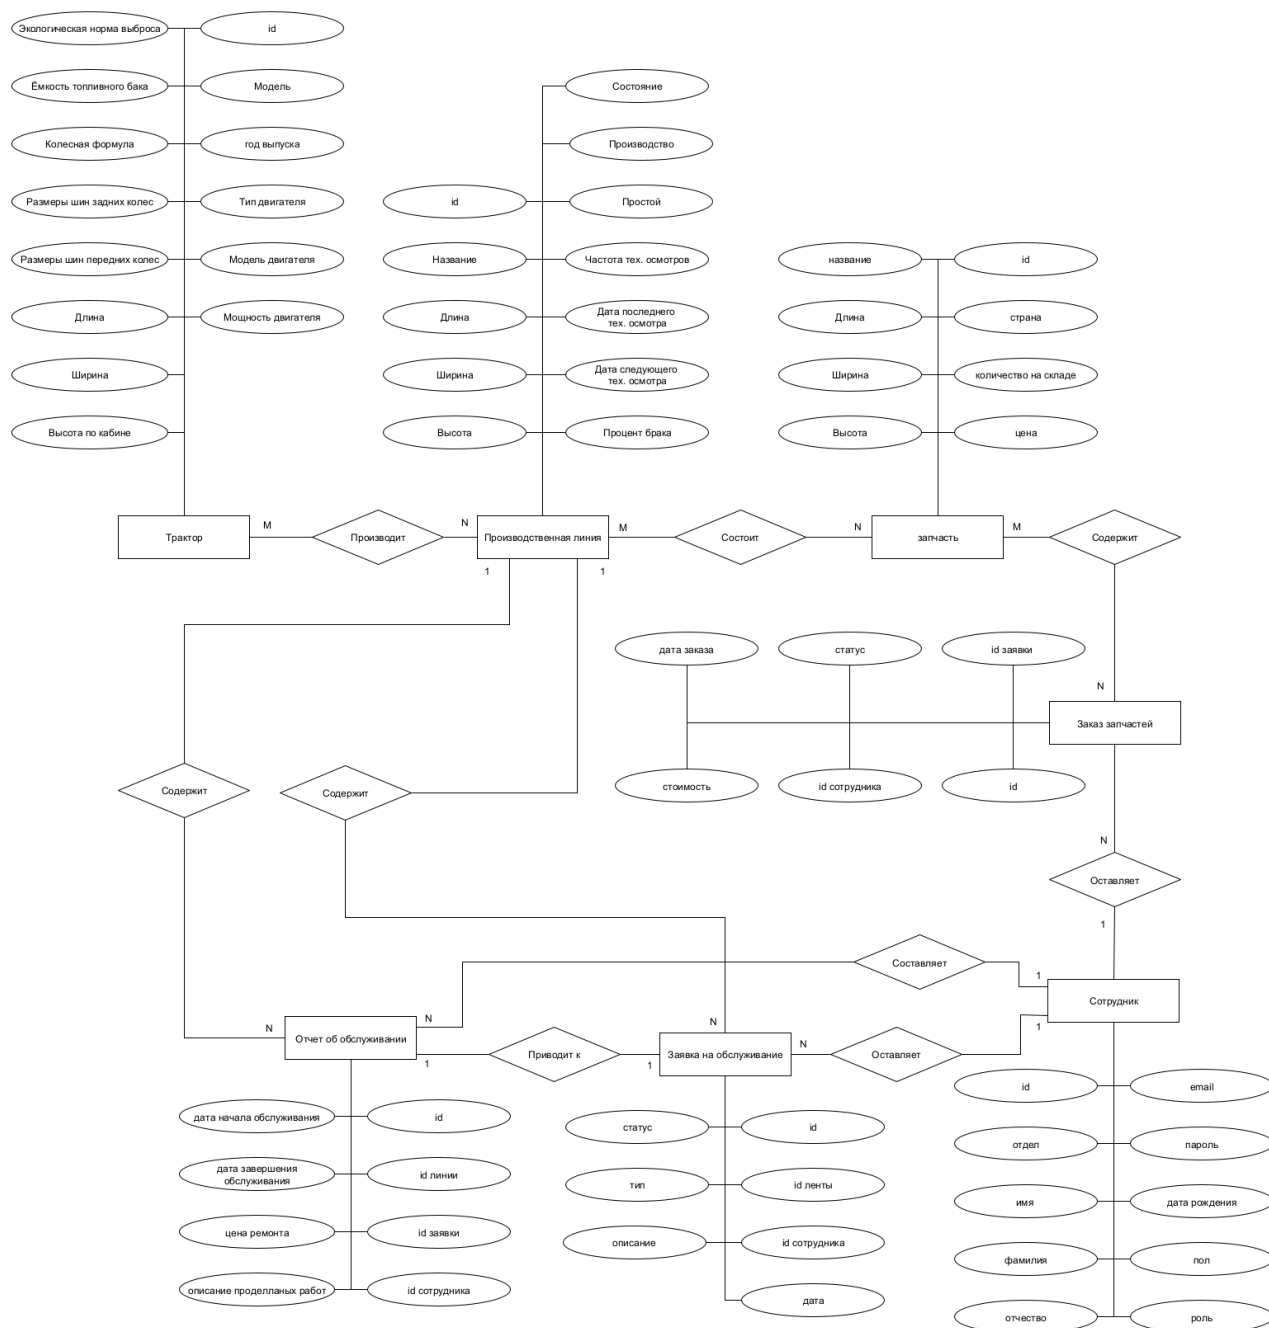 Экологическая норма выброса
id
Ёмкость топливного бака
Модель
Состояние
Колесная формула
год выпуска
Производство
Размеры шин задних колес
Тип двигателя
id
Простой
Размеры шин передних колес
Модель двигателя
Название
Частота тех. осмотров
название
id
Длина
Мощность двигателя
Длина
Дата последнего
тех. осмотра
Длина
страна
Ширина
Ширина
Дата следующего
тех. осмотра
Ширина
количество на складе
Высота по кабине
Высота
Процент брака
Высота
цена
Трактор
M
Производит
N
Производственная линия
M
Состоит
N
запчасть
M
Содержит
1
1
дата заказа
статус
id заявки
N
Заказ запчастей
Содержит
Содержит
стоимость
id сотрудника
id
N
Оставляет
1
Составляет
1
Сотрудник
N
N
N
1
Отчет об обслуживании
1
Приводит к
1
Заявка на обслуживание
N
Оставляет
id
email
дата начала обслуживания
id
статус
id
отдел
пароль
дата завершения
обслуживания
id линии
тип
id ленты
имя
дата рождения
цена ремонта
id заявки
описание
id сотрудника
фамилия
пол
описание проделланых работ
id сотрудника
дата
отчество
роль